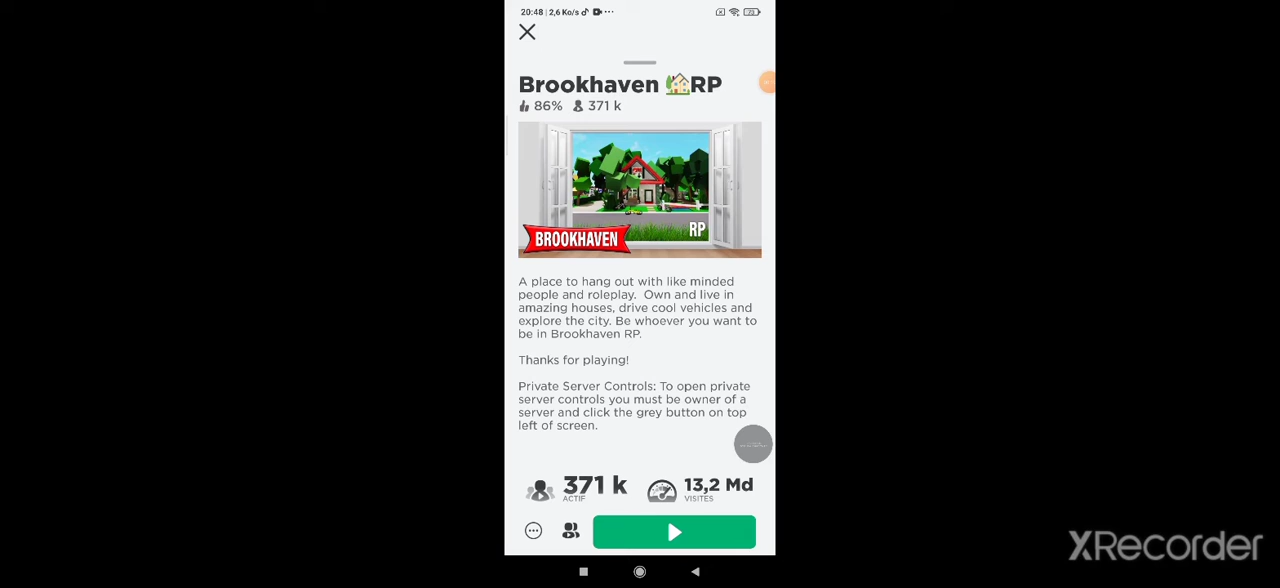 20:48 | 2,6 Ko/s
73
Brookhaven RP
86% 371 k
BROOKHAVEN
RP
A place to hang out with like minded
people and roleplay. Own and live in
amazing houses, drive cool vehicles and
explore the city. Be whoever you want to
be in Brookhaven RP.
Thanks for playing!
Private Server Controls: To open private
server controls you must be owner of a
server and click the grey button on top
left of screen.
371 k
ACTIF
13,2 Md
VISITES
XRecorder